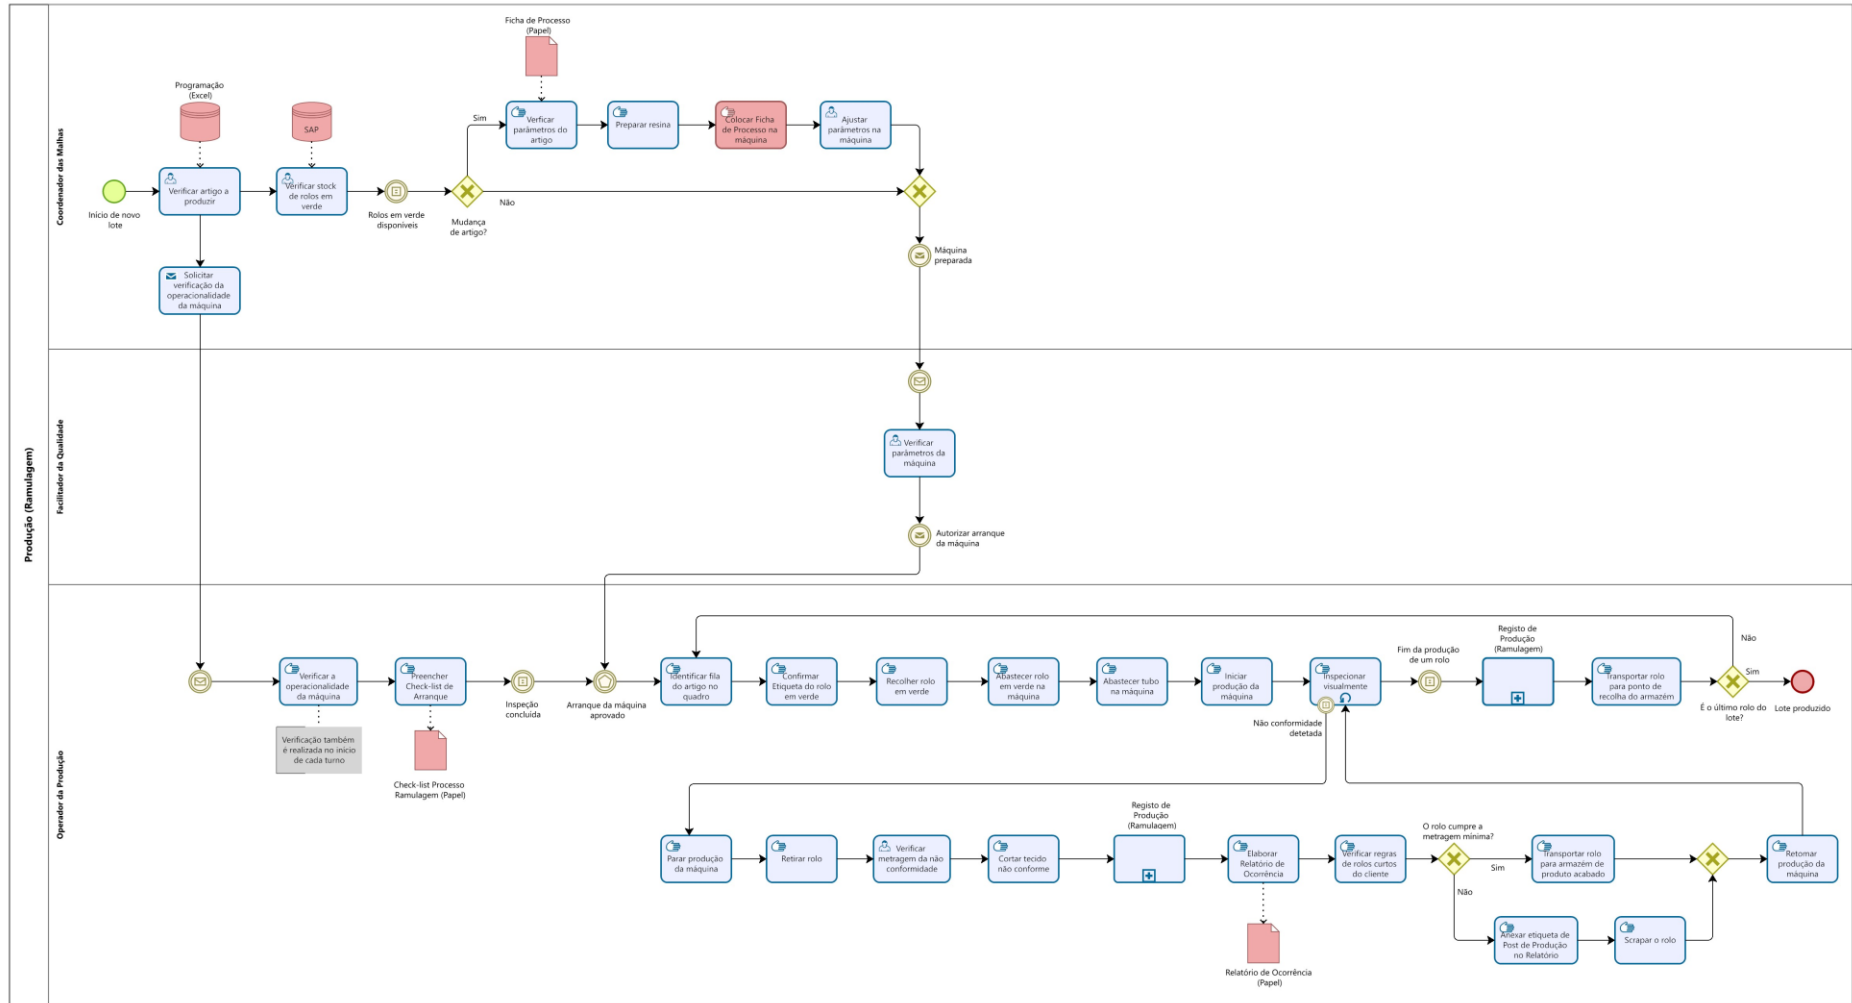 Produção (Ramulagem)
Coordenador das Malhas
Ficha de Processo
(Papel)
Programação
(Excel)
SAP
Início de novo
lote
Verificar artigo a
produzir
Verificar stock
de rolos em
verde
Rolos em verde
disponíveis
Mudança
de artigo?
Sim
Não
Verficar
parâmetros do
artigo
Preparar resina
Colocar Ficha
de Processo na
máquina
Ajustar
parâmetros na
máquina
Máquina
preparada
Solicitar
verificação da
operacionalidade
da máquina
Facilitador da Qualidade
Verificar
parâmetros da
máquina
Autorizar arranque
da máquina
Operador da Produção
Verificar a
operacionalidade
da máquina
Verificação também
é realizada no início
de cada turno
Preencher
Check-list de
Arranque
Check-list Processo
Ramulagem (Papel)
Inspeção
concluída
Arranque da máquina
aprovado
Identificar fila
do artigo no
quadro
Confirmar
Etiqueta do rolo
em verde
Recolher rolo
em verde
Abastecer rolo
em verde na
máquina
Abastecer tubo
na máquina
Iniciar
produção da
máquina
Inspecionar
visualmente
Não conformidade
detetada
Fim da produção
de um rolo
Registo de
Produção
(Ramulagem)
Transportar rolo
para ponto de
recolha do armazém
É o último rolo do
lote?
Não
Sim
Lote produzido
Parar produção
da máquina
Retirar rolo
Verificar
metragem da não
conformidade
Cortar tecido
não conforme
Registo de
Produção
(Ramulagem)
Elaborar
Relatório de
Ocorrência
Relatório de Ocorrência
(Papel)
Verificar regras
de rolos curtos
do cliente
O rolo cumpre a
metragem mínima?
Sim
Não
Transportar rolo
para armazém de
produto acabado
Anexar etiqueta de
Post de Produção
no Relatório
Scrapar o rolo
Retomar
produção da
máquina